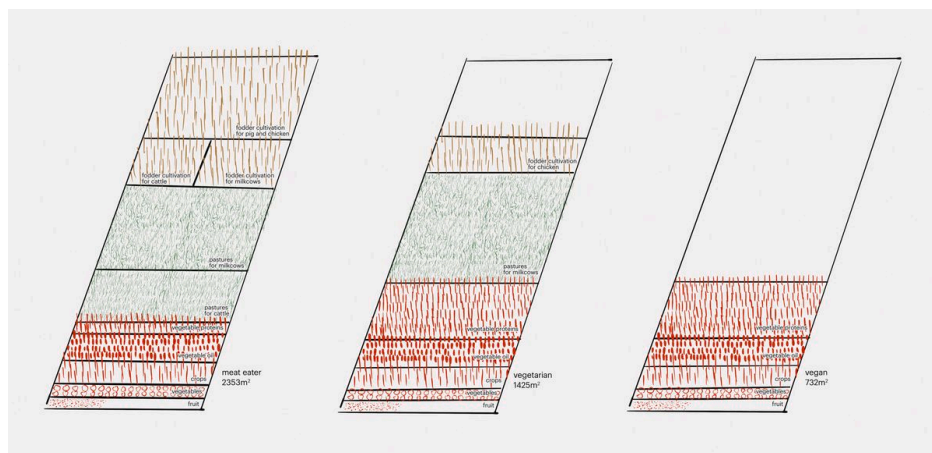 fodder cultivation
for pig and chicken
fodder cultivation
for cattle
fodder cultivation
for milkcows
pastures
for milkcows
pastures
for cattle
vegetable proteins
vegetable oil
crops
vegetables
fruit
meat eater
2353m²
fodder cultivation
for chicken
pastures
for milkcows
vegetable proteins
vegetable oil
crops
vegetables
fruit
vegetarian
1425m²
vegetable proteins
vegetable oil
crops
vegetables
fruit
vegan
732m²